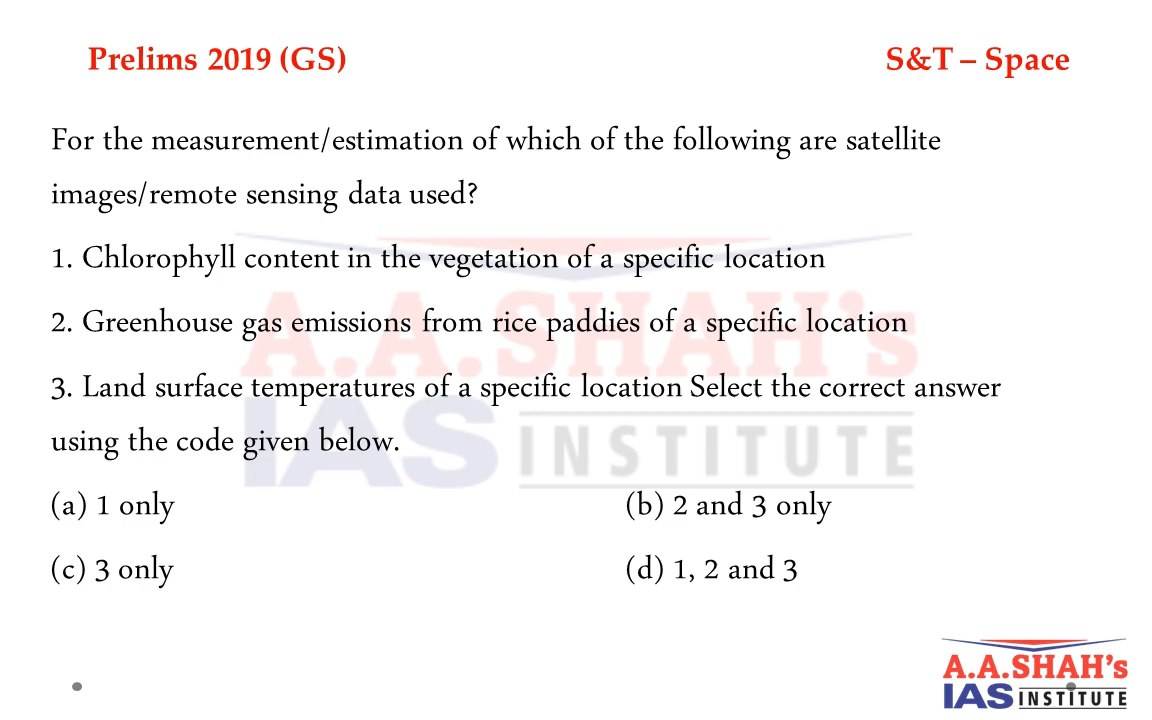 Prelims 2019 (GS) S&T – Space
For the measurement/estimation of which of the following are satellite
images/remote sensing data used?
1. Chlorophyll content in the vegetation of a specific location
2. Greenhouse gas emissions from rice paddies of a specific location
3. Land surface temperatures of a specific location Select the correct answer
using the code given below.
(a) 1 only (b) 2 and 3 only
(c) 3 only (d) 1, 2 and 3
A.A.SHAH's
IAS INSTITUTE
A.A.SHAH's
IAS INSTITUTE